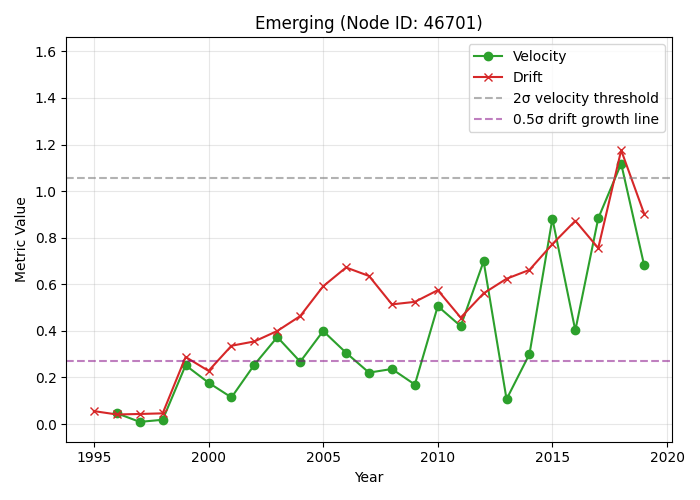 Emerging (Node ID: 46701)
Velocity
Drift
2σ velocity threshold
0.5σ drift growth line
Metric Value
1.6
1.4
1.2
1.0
0.8
0.6
0.4
0.2
0.0
1995
2000
2005
2010
2015
2020
Year